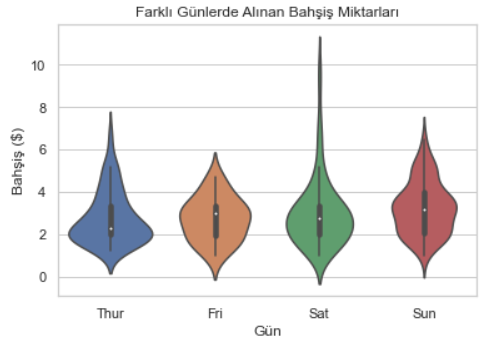 Farklı Günlerde Alınan Bahşiş Miktarları
Bahşiş ($)
10
8
6
4
2
0
Thur Fri Sat Sun
Gün